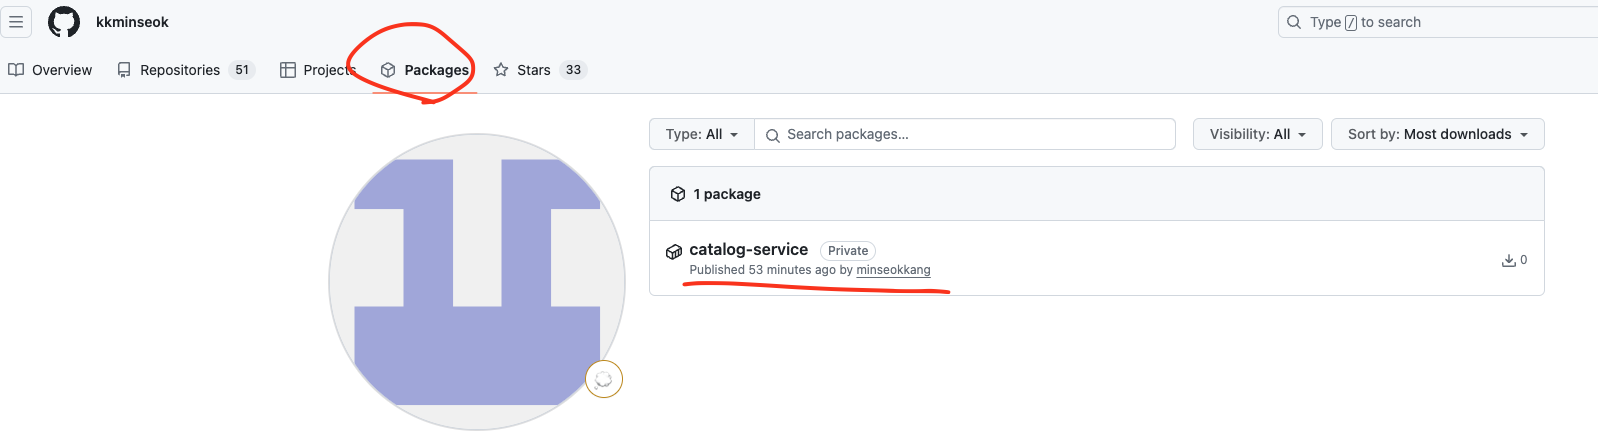 kkminseok
Type / to search
Overview
Repositories 51
Projects
Packages
Stars 33
Type: All
Search packages…
Visibility: All
Sort by: Most downloads
1 package
catalog-service Private
Published 53 minutes ago by minseokkang
0